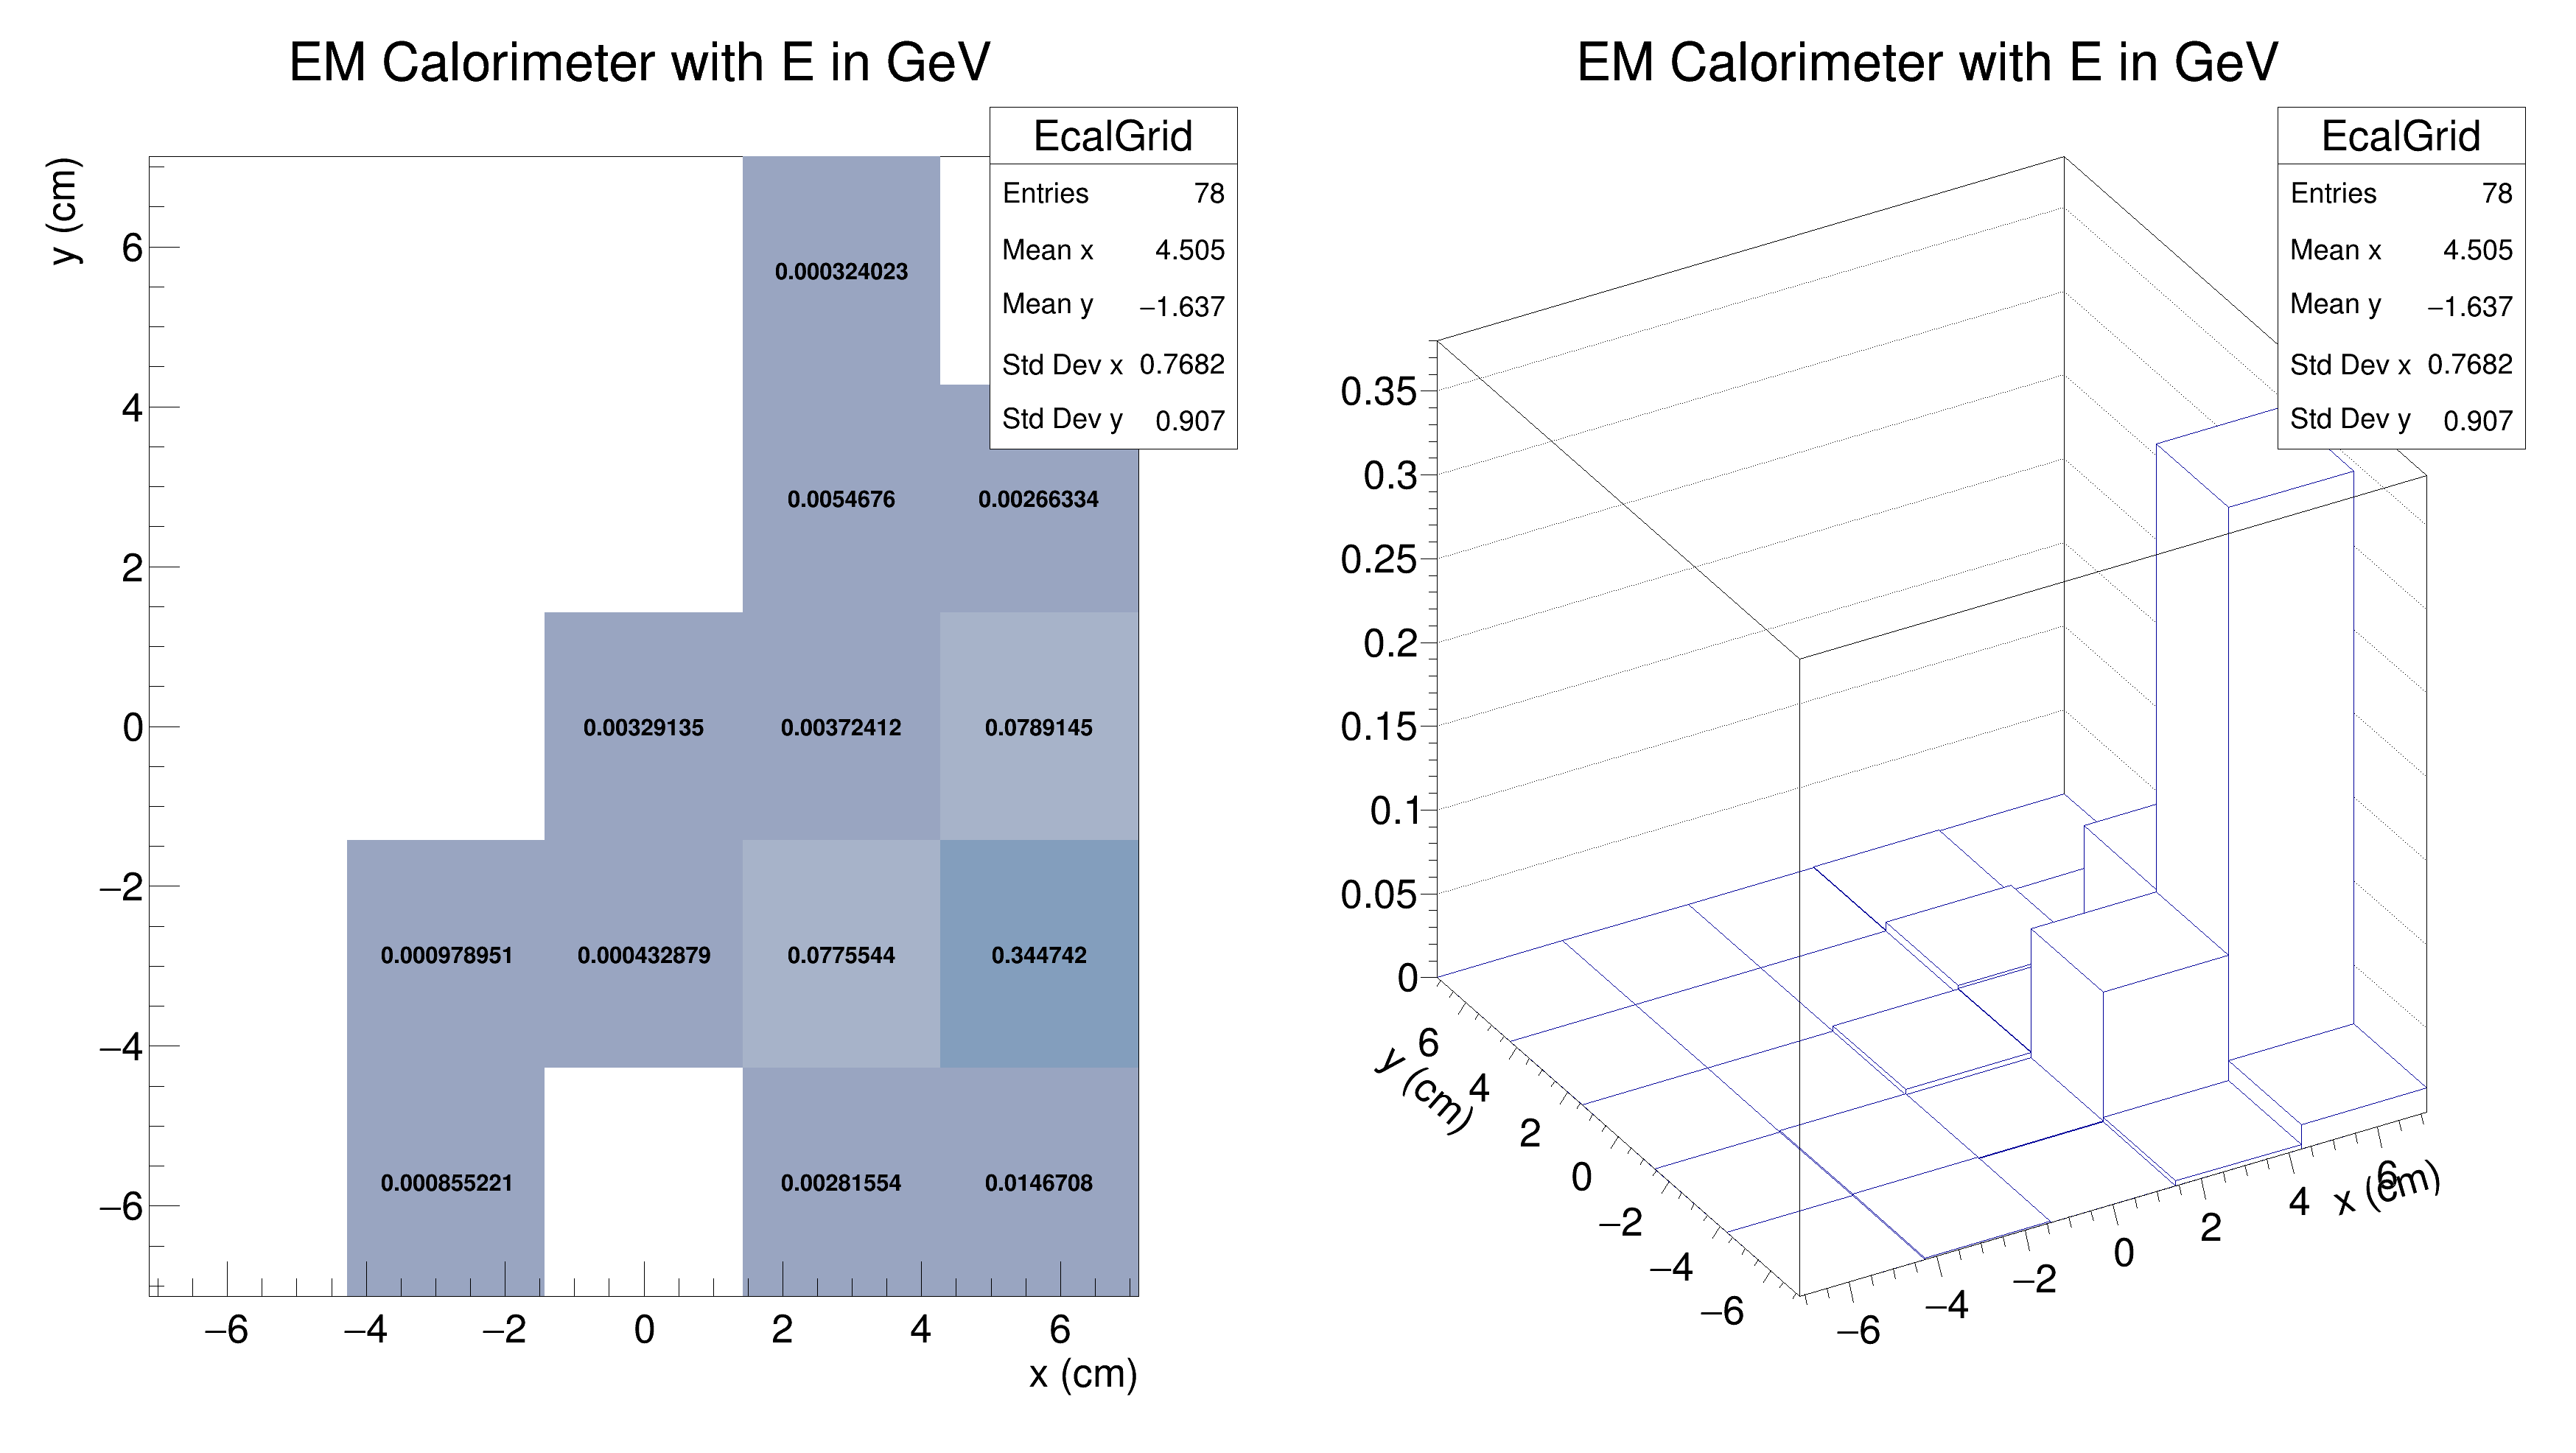 EM Calorimeter with E in GeV
EcalGrid
Entries 78
Mean x 4.505
Mean y −1.637
Std Dev x 0.7682
Std Dev y 0.907
y (cm)
6
4
2
0
−2
−4
−6
0.000324023
0.0054676 0.00266334
0.00329135 0.00372412 0.0789145
0.000978951 0.000432879 0.0775544 0.344742
0.000855221 0.00281554 0.0146708
−6 −4 −2 0 2 4 6
x (cm)
EM Calorimeter with E in GeV
EcalGrid
Entries 78
Mean x 4.505
Mean y −1.637
Std Dev x 0.7682
Std Dev y 0.907
0.35
0.3
0.25
0.2
0.15
0.1
0.05
0
y (cm)
6
4
2
0
−2
−4
−6
−6 −4 −2 0 2 4 6
x (cm)